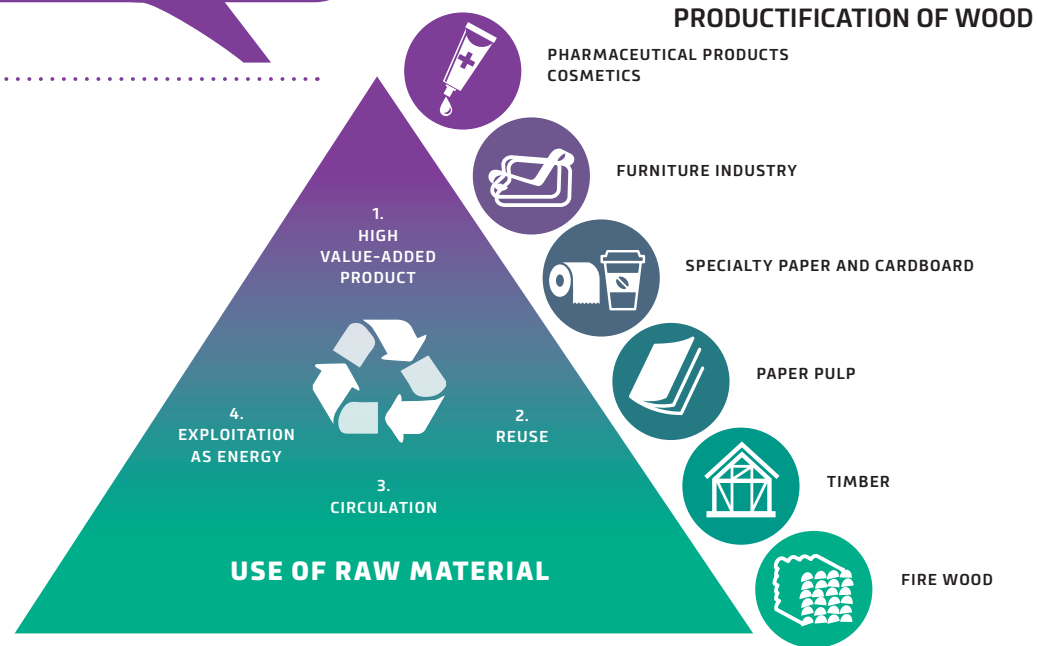 PRODUCTIFICATION OF WOOD
PHARMACEUTICAL PRODUCTS
COSMETICS
FURNITURE INDUSTRY
SPECIALTY PAPER AND CARDBOARD
PAPER PULP
TIMBER
FIRE WOOD
1.
HIGH
VALUE-ADDED
PRODUCT
2.
REUSE
3.
CIRCULATION
4.
EXPLOITATION
AS ENERGY
USE OF RAW MATERIAL